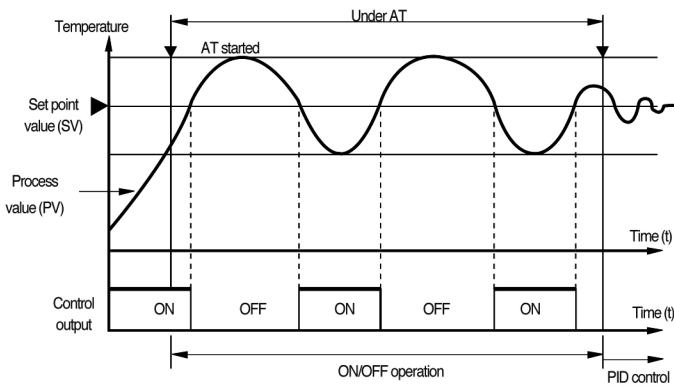 Under AT
Temperature
AT started
Set point
value (SV)
Process
value (PV)
Time (t)
Control
output
ON OFF ON OFF ON
Time (t)
ON/OFF operation
PID control